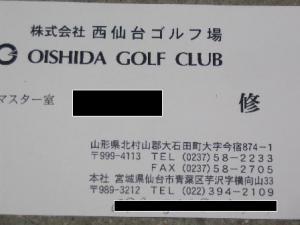 株式会社 西仙台ゴルフ場
OISHIDA GOLF CLUB
マスター室 修
山形県北村山郡大石田町大字今宿874-1
〒999-4113 TEL (0237)58-2233
FAX (0237)58-2705
本社 宮城県仙台市青葉区芋沢字横向山33
〒989-3212 TEL (022)394-2109